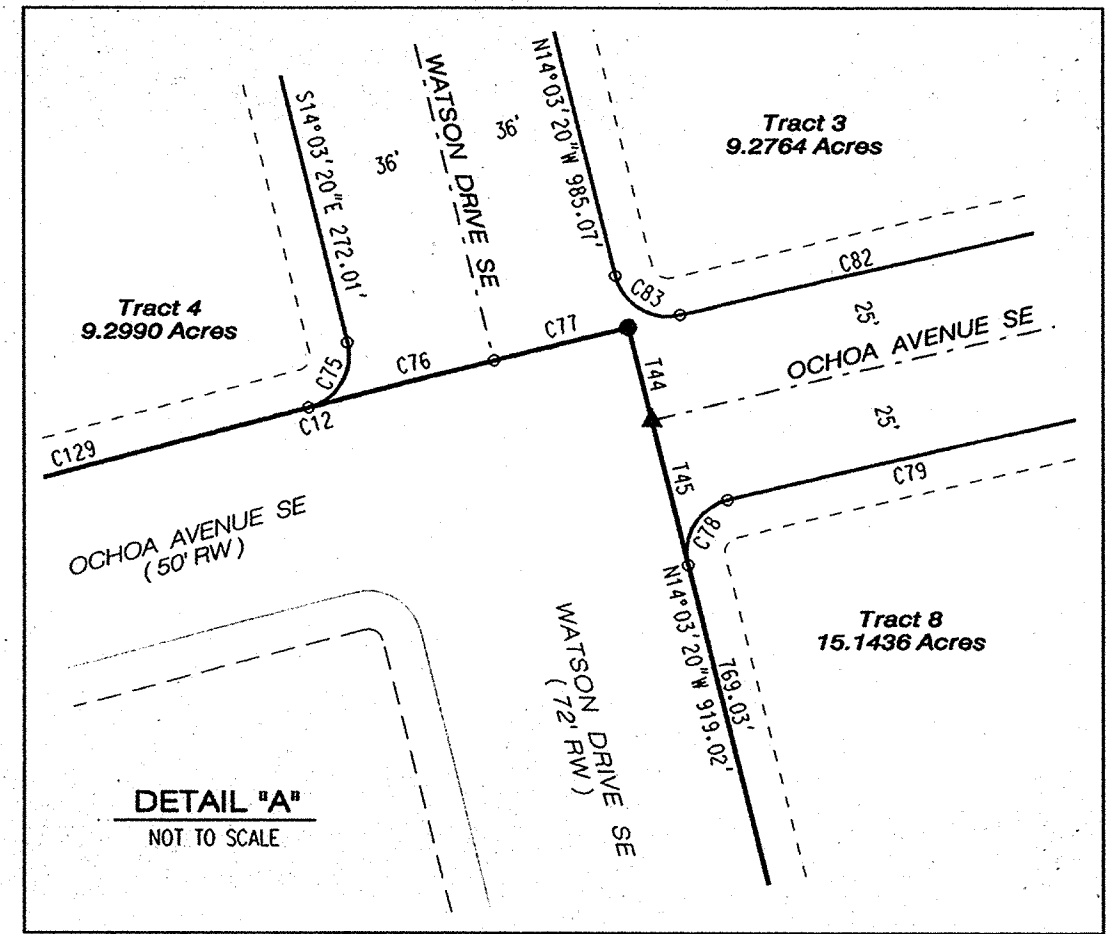 S14°03'20"E 272.01'
36'
WATSON DRIVE SE
36'
N14°03'20"W 985.07'
Tract 3
9.2764 Acres
Tract 4
9.2990 Acres
C83
C82
C77
C76
C75
C12
C129
25'
OCHOA AVENUE SE
25'
T44
T45
C79
C78
OCHOA AVENUE SE
(50' RW)
N14°03'20"W 919.02'
769.03'
Tract 8
15.1436 Acres
WATSON DRIVE SE
(72' RW)
DETAIL "A"
NOT TO SCALE